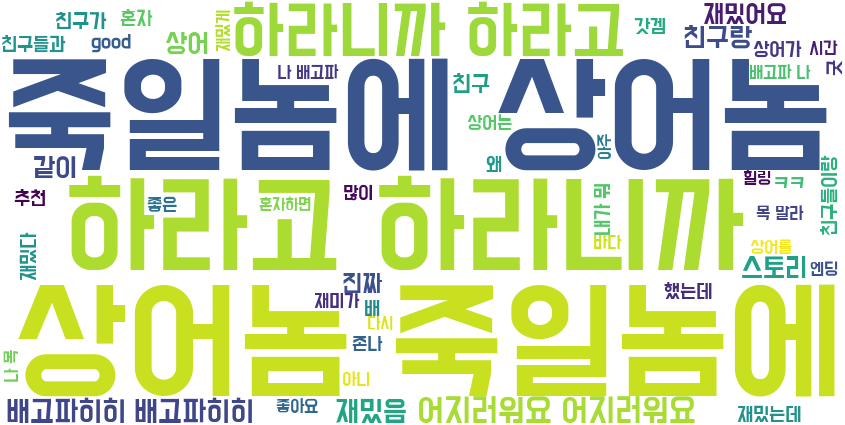 친구가 혼자 재밌게 하라니까 하라고 갓겜 재밌어요
친구들과 good 상어 친구랑 상어가 시간 굿
나 배고파 친구 배고파 나
죽일놈에 상어놈
상어는 왜
같이 추천 좋은 혼자하면 많이 내가 뭐 바다 힐링 ㅋㅋ 목 말라 친구들이랑
하라고 하라니까
재밌다 진짜 재미가 배 다시 존나 상어를 스토리 엔딩 했는데
상어놈 죽일놈에
나 목 아니
배고파히히 배고파히히 좋아요 재밌음 어지러워요 어지러워요 재밌는데